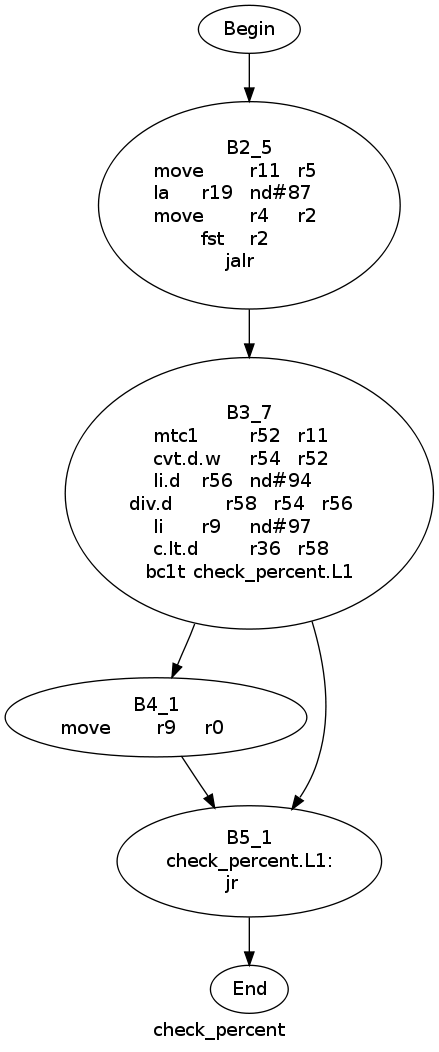 Begin
B2_5
move r11 r5
la r19 nd#87
move r4 r2
fst r2
jalr
B3_7
mtc1 r52 r11
cvt.d.w r54 r52
li.d r56 nd#94
div.d r58 r54 r56
li r9 nd#97
c.lt.d r36 r58
bc1t check_percent.L1
B4_1
move r9 r0
B5_1
check_percent.L1:
jr
End
check_percent